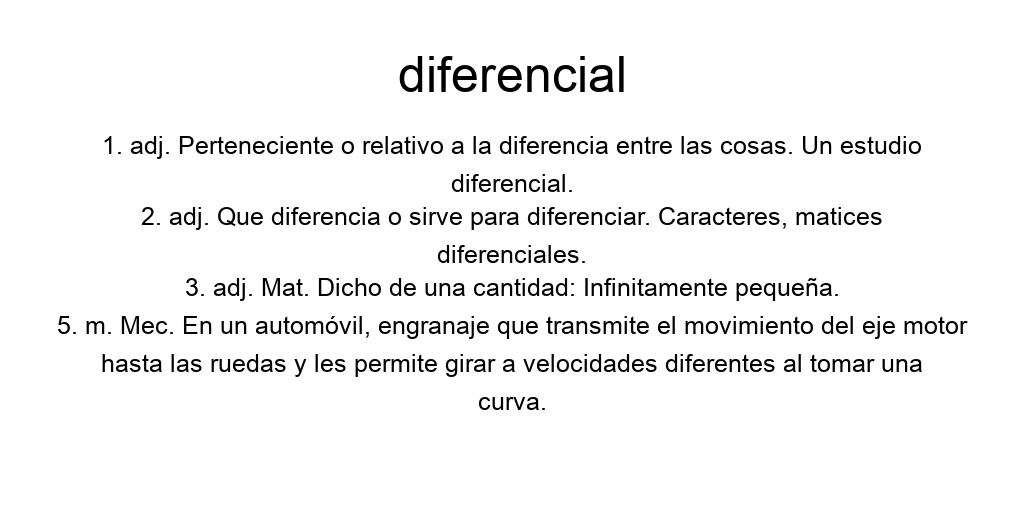 diferencial
1. adj. Perteneciente o relativo a la diferencia entre las cosas. Un estudio
diferencial.
2. adj. Que diferencia o sirve para diferenciar. Caracteres, matices
diferenciales.
3. adj. Mat. Dicho de una cantidad: Infinitamente pequeña.
5. m. Mec. En un automóvil, engranaje que transmite el movimiento del eje motor
hasta las ruedas y les permite girar a velocidades diferentes al tomar una
curva.